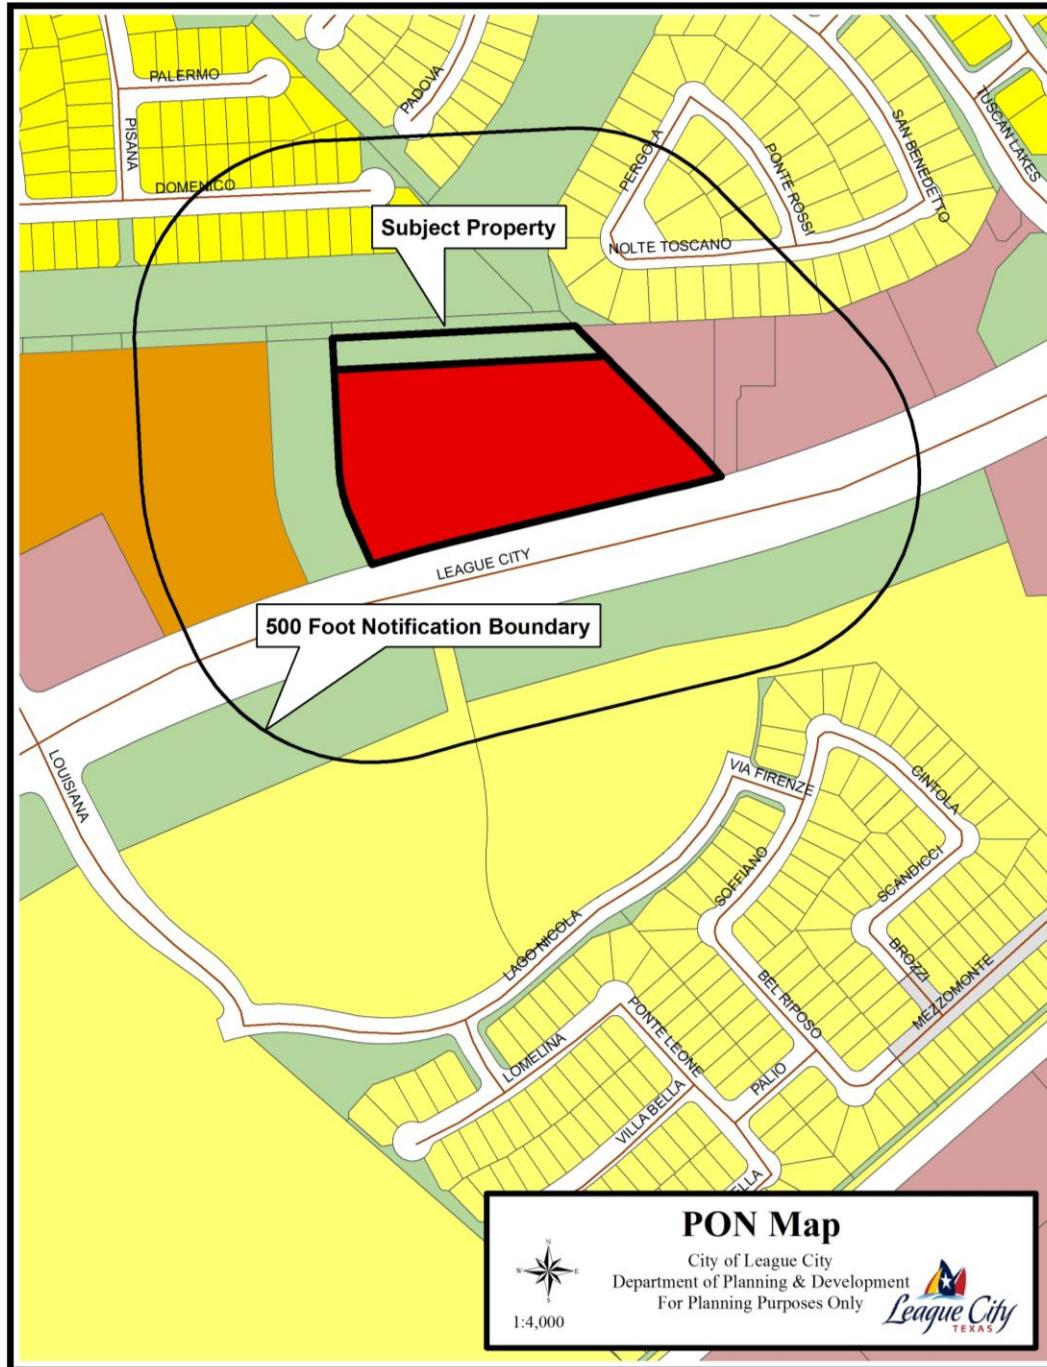 PALERMO
PADOVA
PISANA
TUSCAN LAKES
SAN BENEDETTO
PERGOLA
PONTE ROSSI
DOMENICO
Subject Property
NOLTE TOSCANO
LEAGUE CITY
500 Foot Notification Boundary
LOUISIANA
VIA FIRENZE
CINTOLA
SOFFIANO
SCANDICCI
LAGO NICOLA
BROZZI
MEZZOMONTE
BEL RIPOSO
PONTE LEONE
LOMELINA
PALIO
VILLA BELLA
ELLA
PON Map
City of League City
Department of Planning & Development
For Planning Purposes Only
N
W E
S
1:4,000
League City
TEXAS